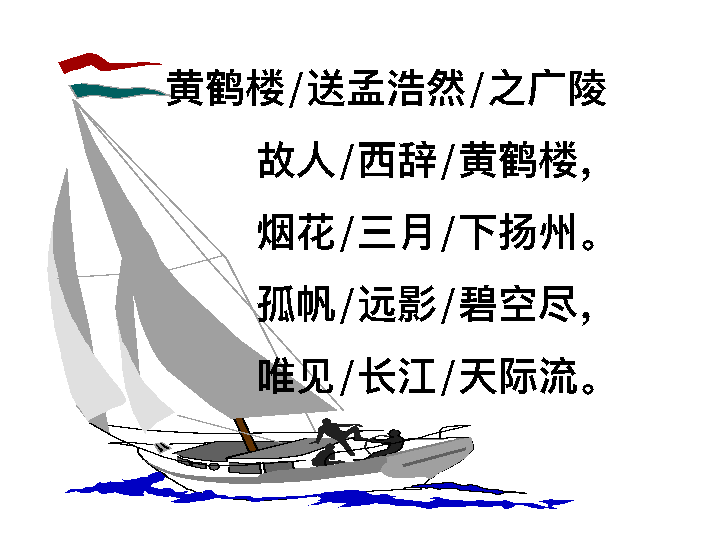 黄鹤楼/送孟浩然/之广陵
故人/西辞/黄鹤楼，
烟花/三月/下扬州。
孤帆/远影/碧空尽，
唯见/长江/天际流。